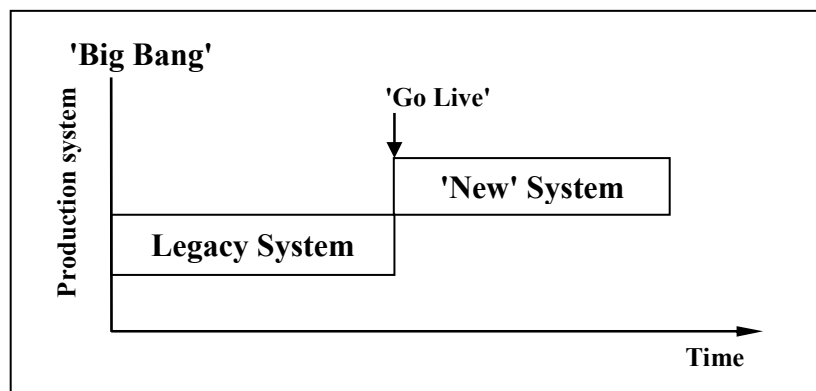 'Big Bang'
'Go Live'
Production system
'New' System
Legacy System
Time